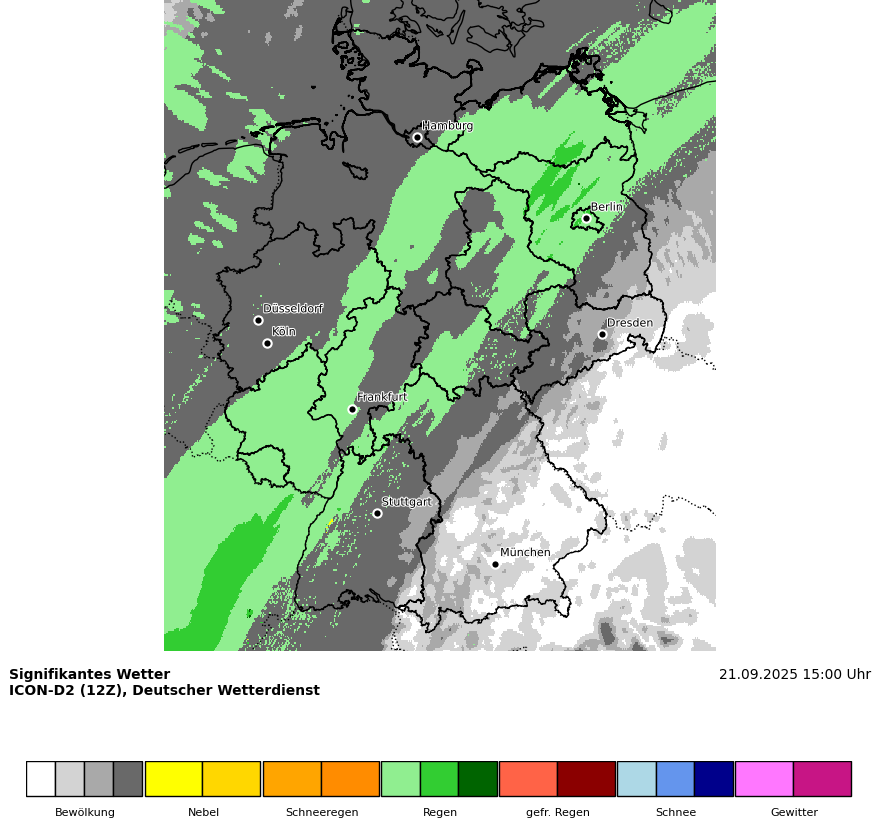 Hamburg
Berlin
Düsseldorf
Köln
Dresden
Frankfurt
Stuttgart
München
Signifikantes Wetter
21.09.2025 15:00 Uhr
ICON-D2 (12Z), Deutscher Wetterdienst
Bewölkung
Nebel
Schneeregen
Regen
gefr. Regen
Schnee
Gewitter